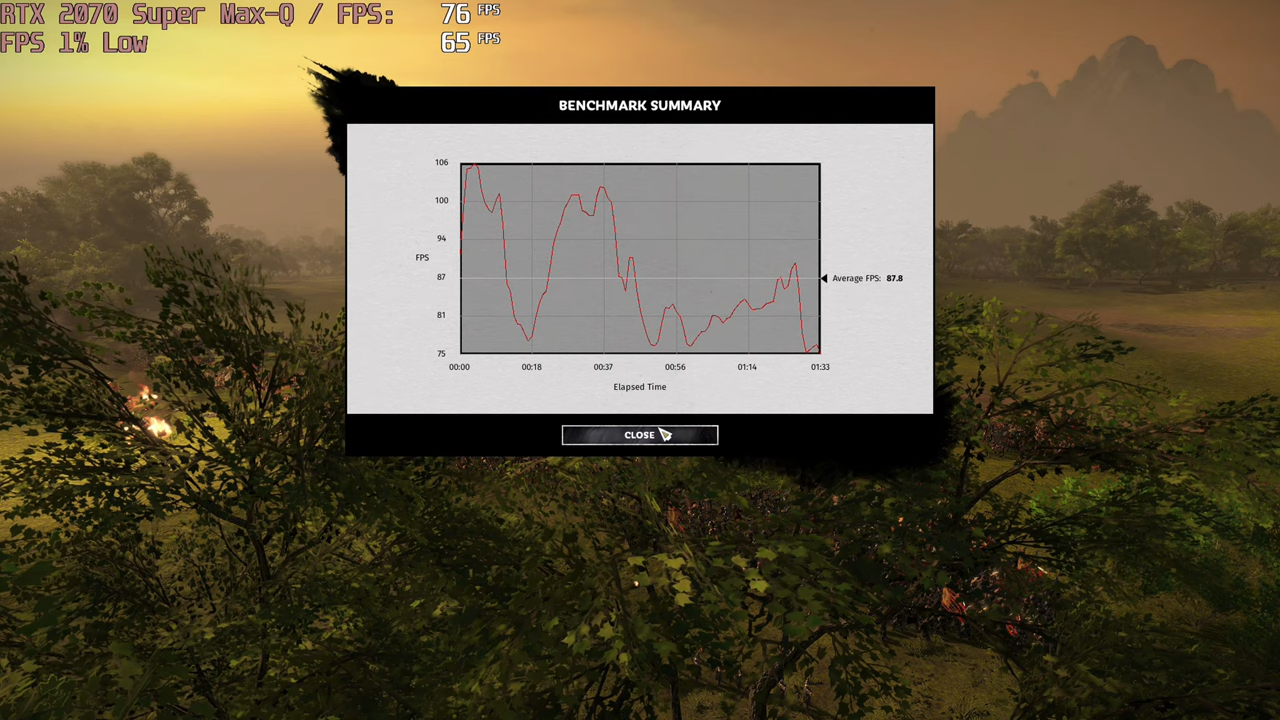 RTX 2070 Super Max-Q / FPS: 76 FPS
FPS 1% Low 65 FPS
BENCHMARK SUMMARY
106
100
94
FPS
87
Average FPS: 87.8
81
75
00:00 00:18 00:37 00:56 01:14 01:33
Elapsed Time
CLOSE